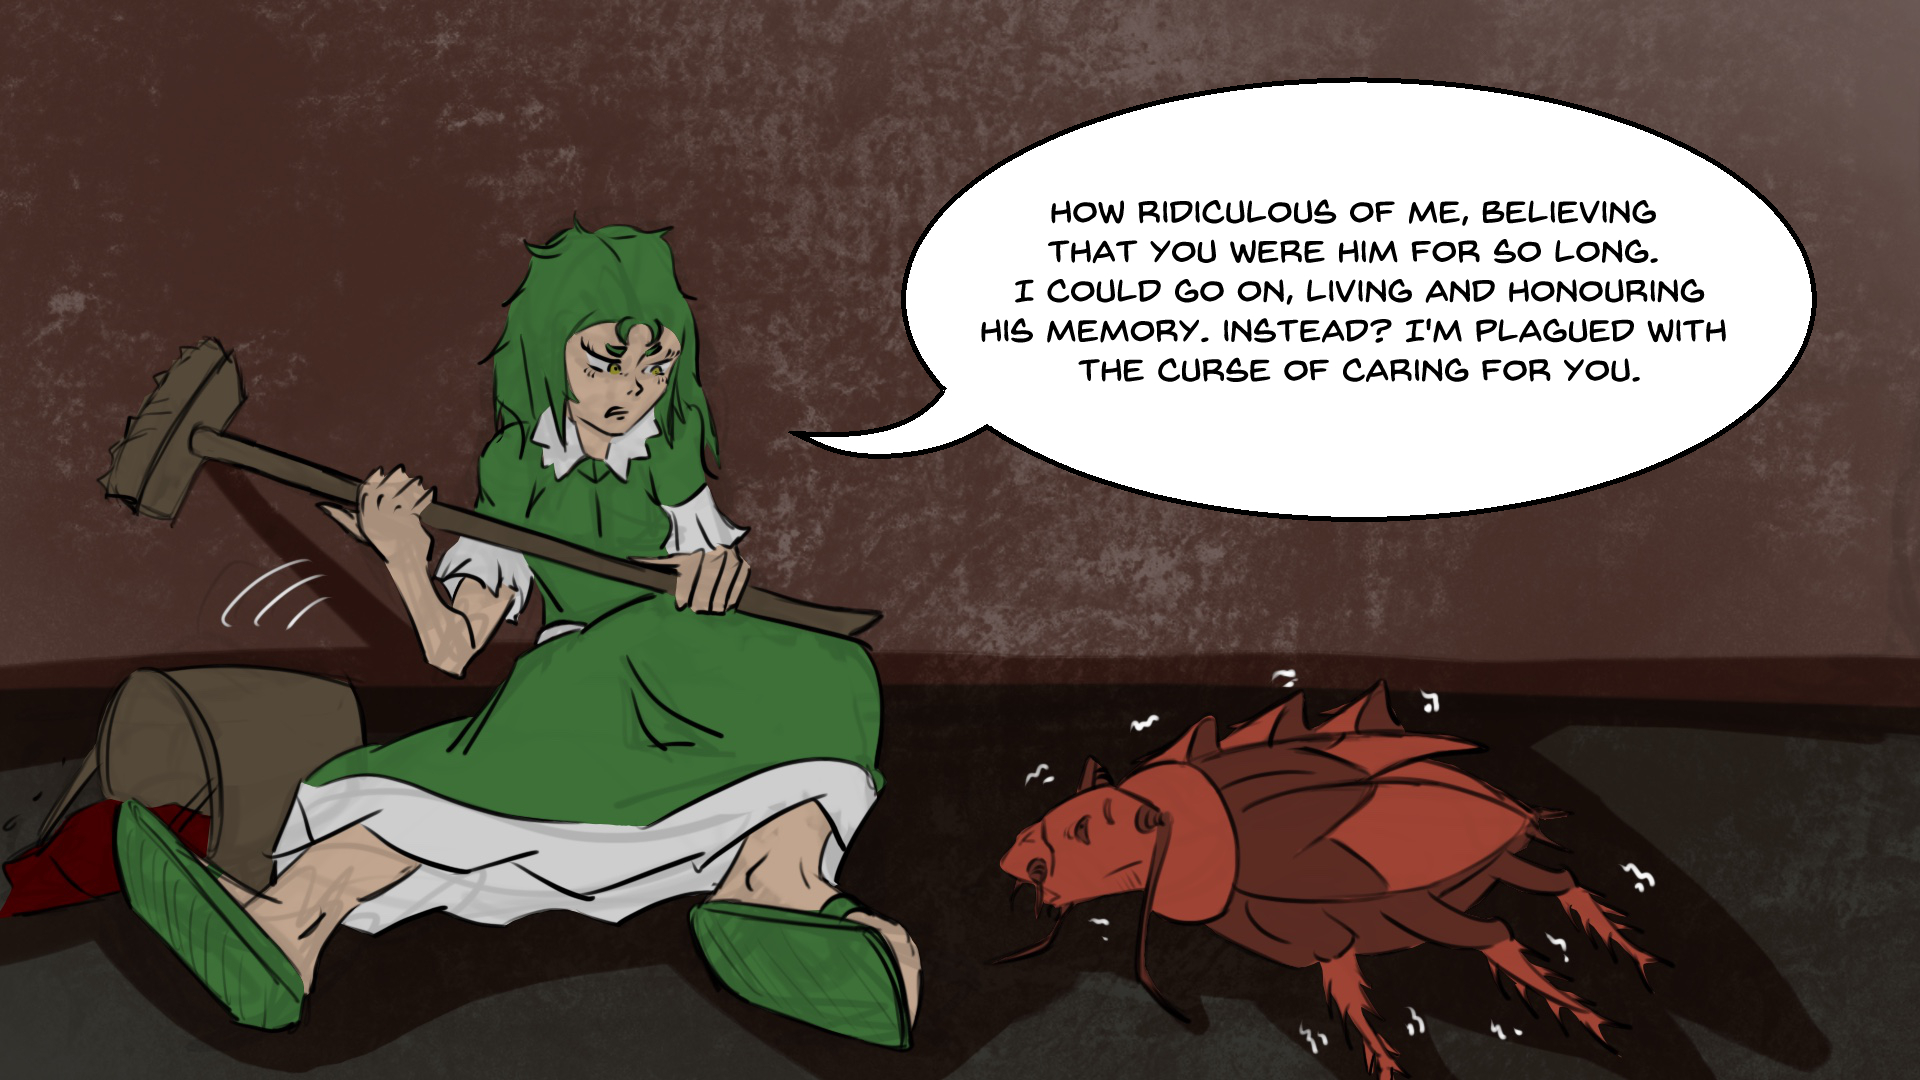 HOW RIDICULOUS OF ME, BELIEVING
THAT YOU WERE HIM FOR SO LONG.
I COULD GO ON, LIVING AND HONOURING
HIS MEMORY. INSTEAD? I'M PLAGUED WITH
THE CURSE OF CARING FOR YOU.